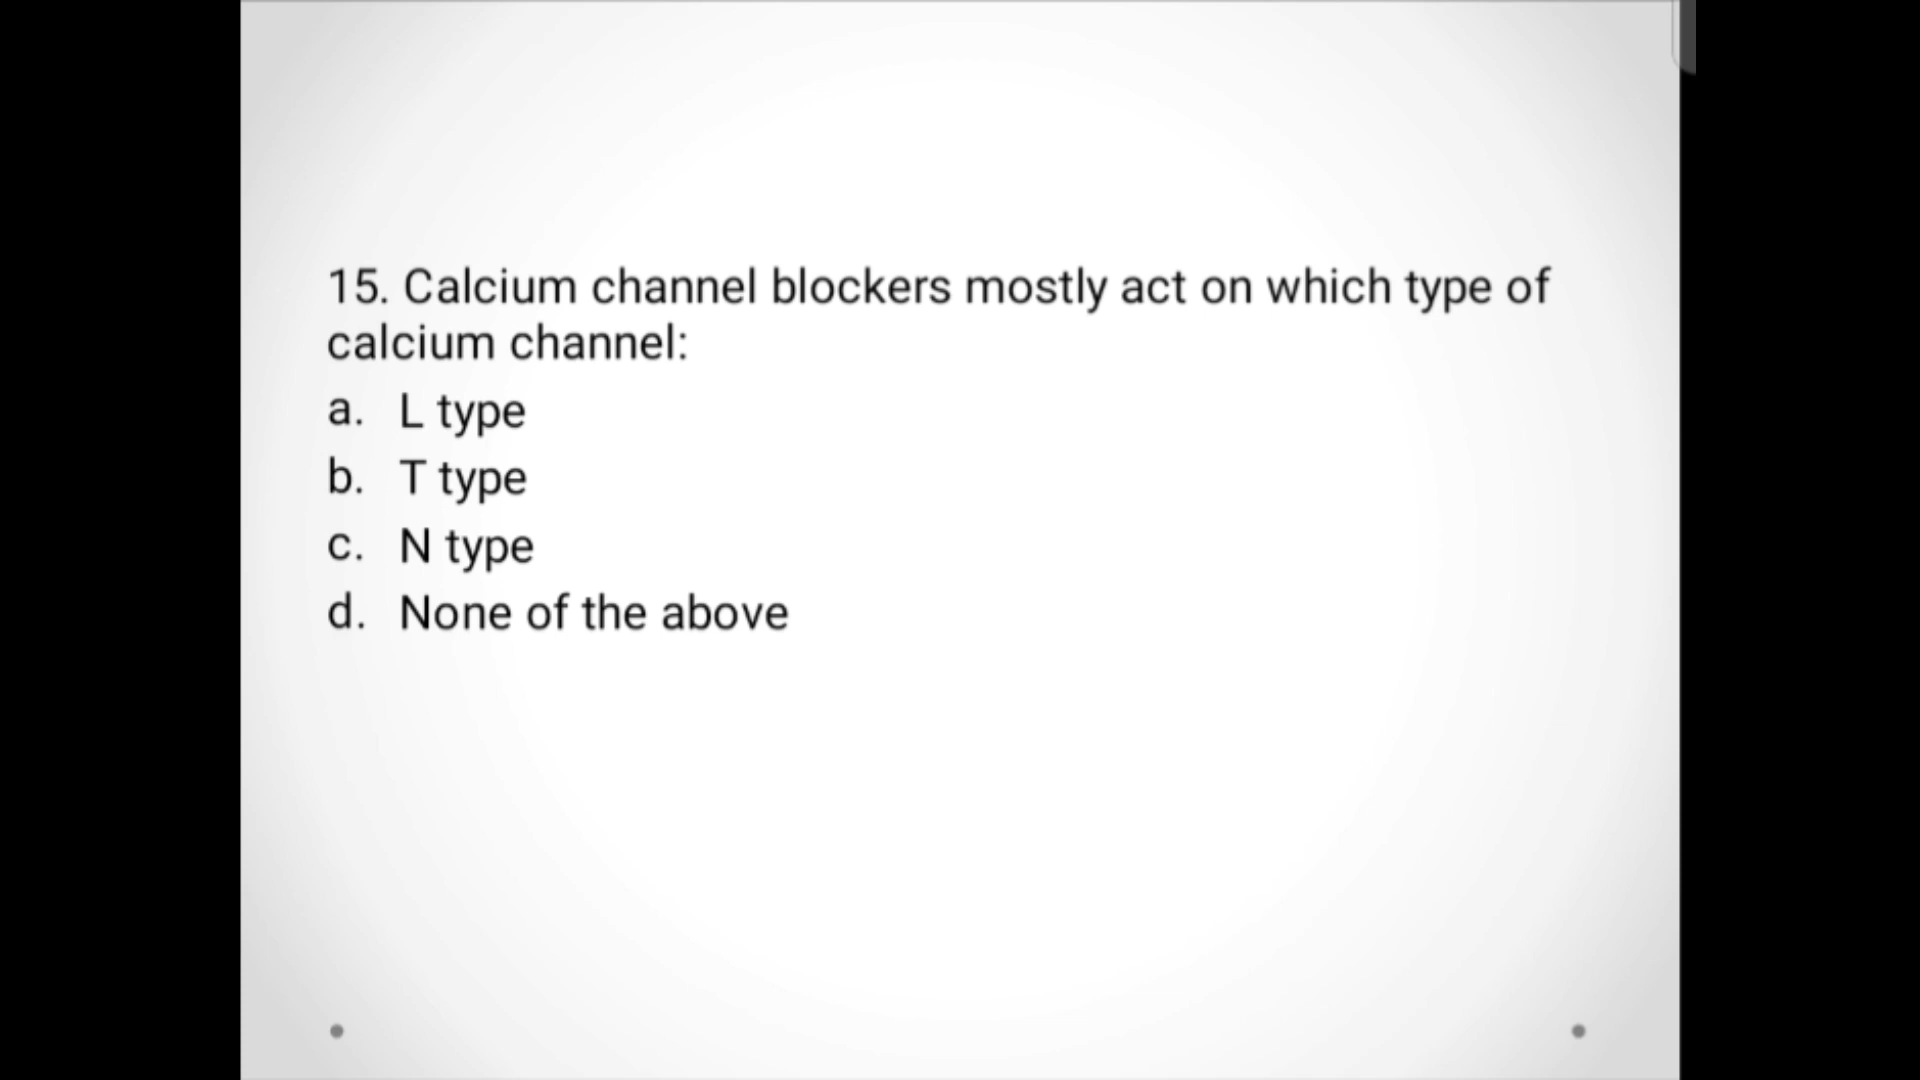 15. Calcium channel blockers mostly act on which type of
calcium channel:
a. L type
b. T type
c. N type
d. None of the above